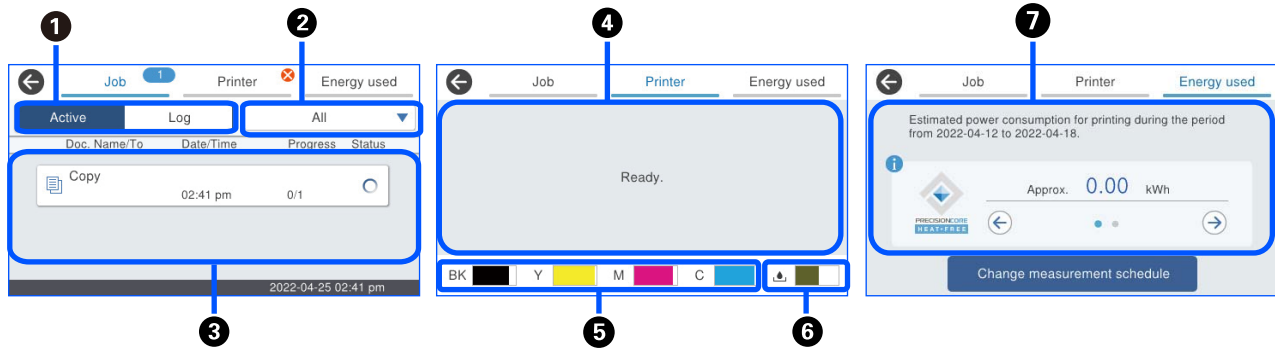 1
2
4
7
Job
1
Printer
Energy used
Active
Log
All
Doc. Name/To
Date/Time
Progress
Status
Copy
02:41 pm
0/1
2022-04-25 02:41 pm
3
Job
Printer
Energy used
Ready.
BK
Y
M
C
5
6
Job
Printer
Energy used
Estimated power consumption for printing during the period
from 2022-04-12 to 2022-04-18.
i
PRECISIONCORE
HEAT-FREE
Approx. 0.00 kWh
Change measurement schedule